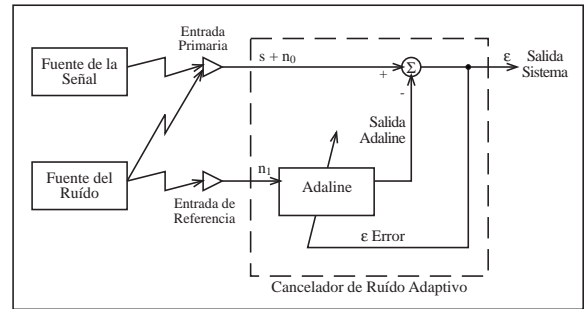 Entrada
Primaria
Fuente de la
Señal
s + n0
+
Σ
-
ε
Salida
Sistema
Salida
Adaline
Fuente del
Ruído
n1
Adaline
Entrada de
Referencia
ε Error
Cancelador de Ruído Adaptivo